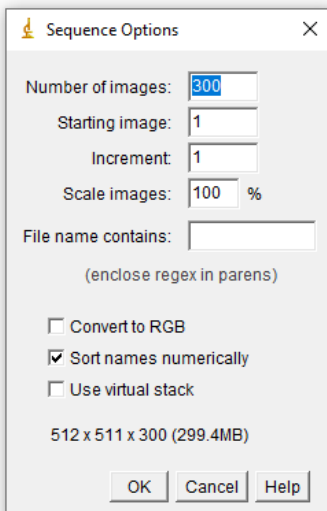 Sequence Options
Number of images: 300
Starting image: 1
Increment: 1
Scale images: 100 %
File name contains:
(enclose regex in parens)
Convert to RGB
Sort names numerically
Use virtual stack
512 x 511 x 300 (299.4MB)
OK Cancel Help